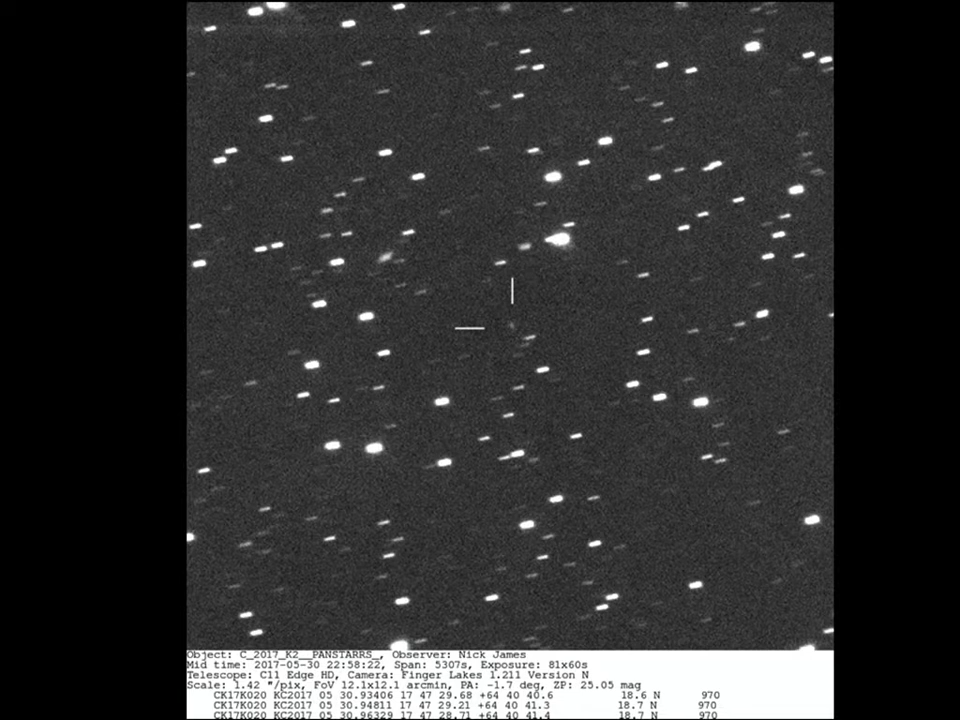 Object: C_2017_K2__PANSTARRS_, Observer: Nick James
Mid time: 2017-05-30 22:58:22, Span: 5307s, Exposure: 81x60s
Telescope: C11 Edge HD, Camera: Finger Lakes 1.211 Version N
Scale: 1.42 "/pix, FoV 12.1x12.1 arcmin, PA: -1.7 deg, ZP: 25.05 mag
CK17K020 KC2017 05 30.93406 17 47 29.68 +64 40 40.6 18.6 N 970
CK17K020 KC2017 05 30.94811 17 47 29.21 +64 40 41.3 18.7 N 970
CK17K020 KC2017 05 30.96329 17 47 28.71 +64 40 41.4 18.7 N 970